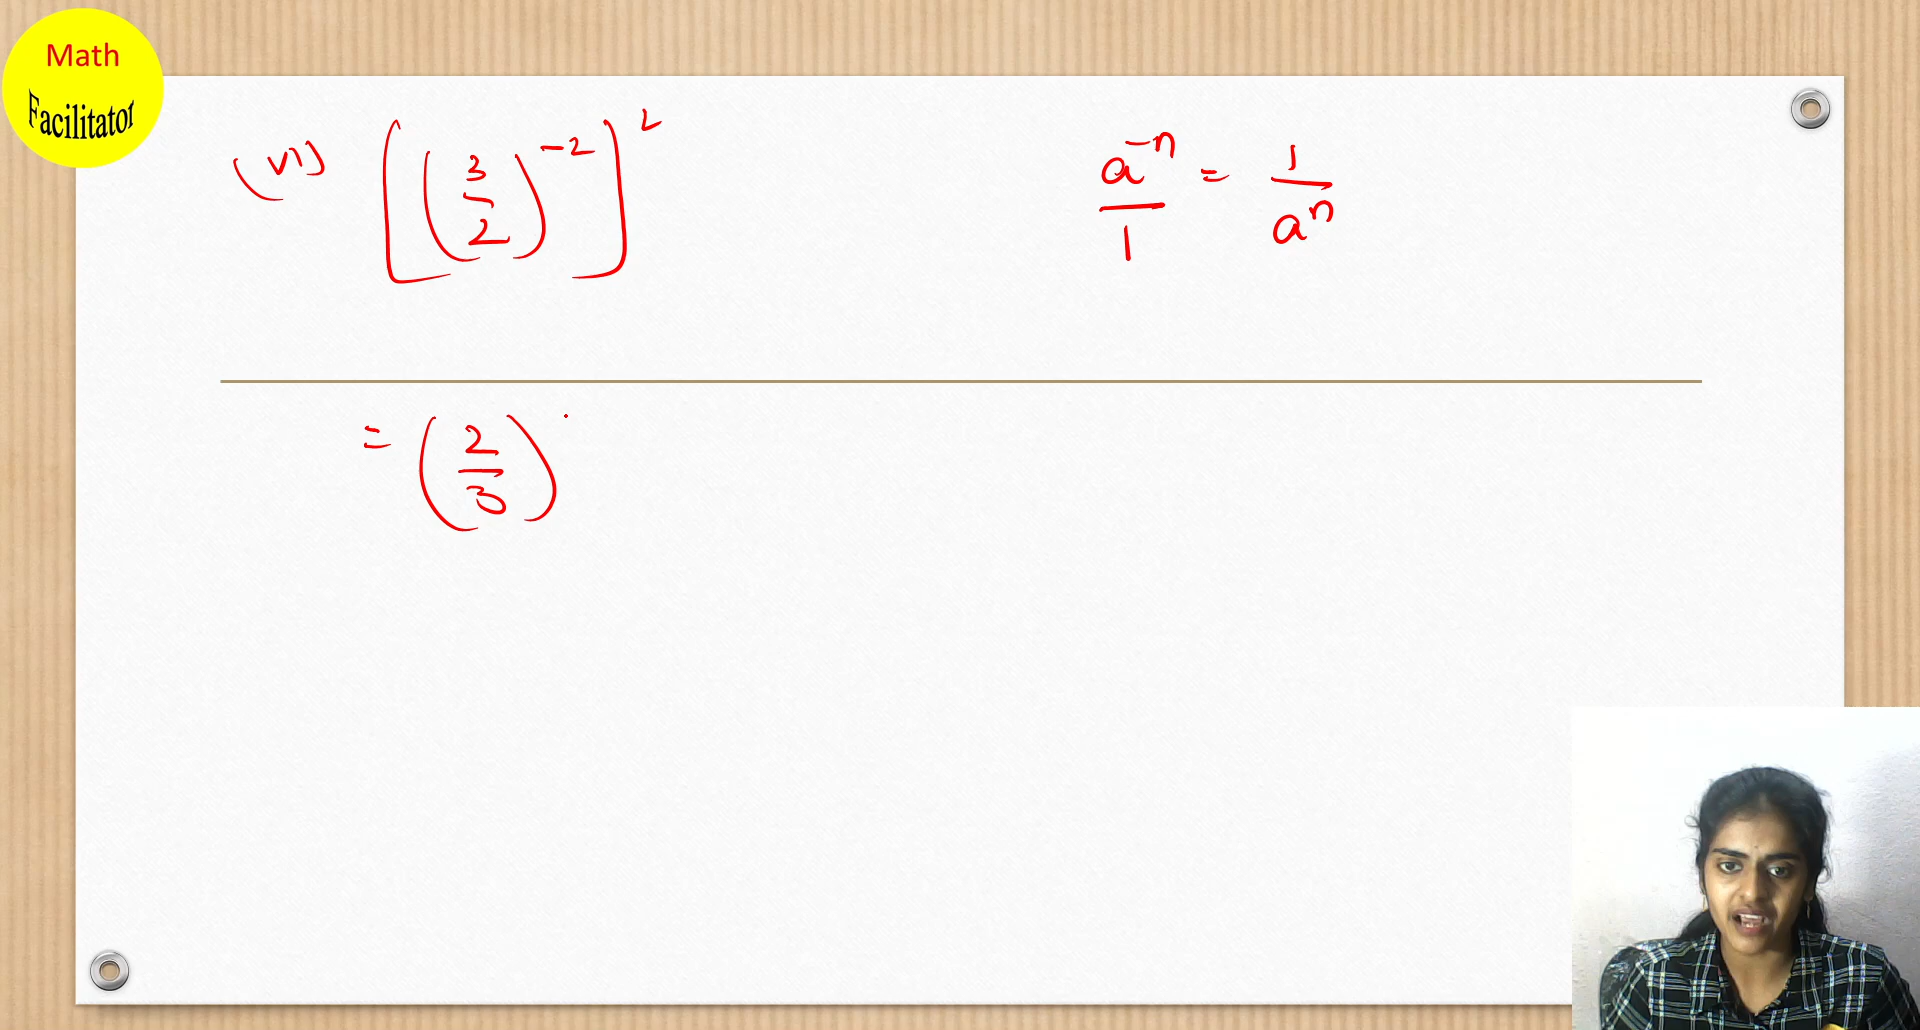 Math
Facilitator
(vi) [(3/2)^-2]^2
a^-n/1 = 1/a^n
= (2/3)